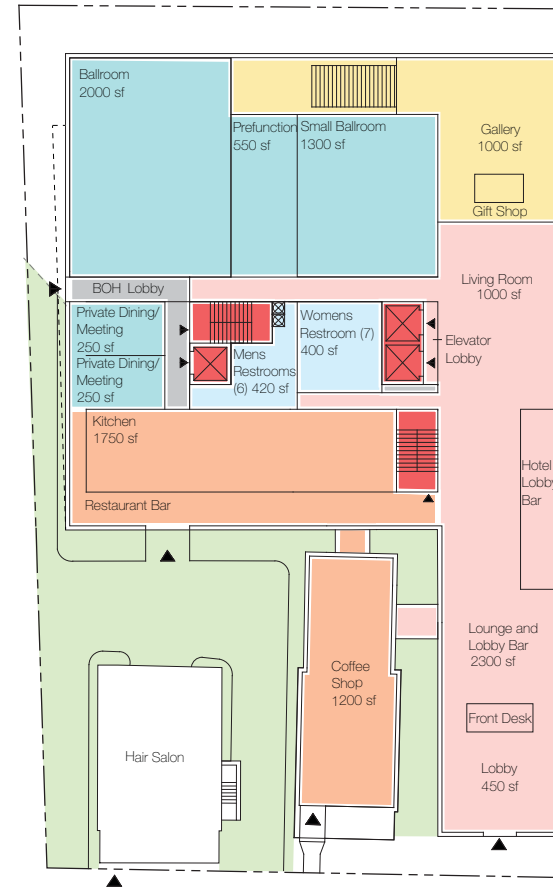 Ballroom
2000 sf
Prefunction
550 sf
Small Ballroom
1300 sf
Gallery
1000 sf
Gift Shop
BOH Lobby
Living Room
1000 sf
Private Dining/
Meeting
250 sf
Private Dining/
Meeting
250 sf
Mens
Restrooms
(6) 420 sf
Womens
Restroom (7)
400 sf
Elevator
Lobby
Kitchen
1750 sf
Restaurant Bar
Hotel
Lobby
Bar
Lounge and
Lobby Bar
2300 sf
Coffee
Shop
1200 sf
Front Desk
Hair Salon
Lobby
450 sf